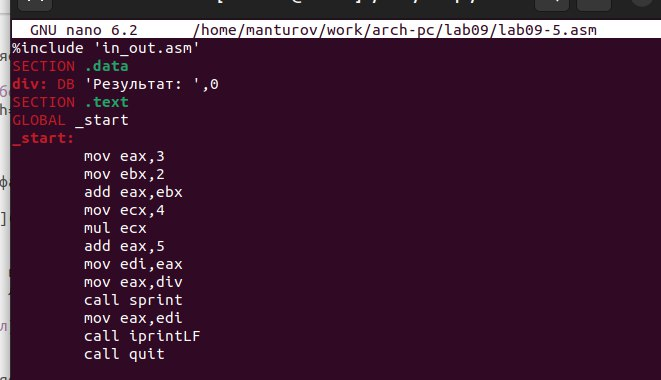 GNU nano 6.2 /home/manturov/work/arch-pc/lab09/lab09-5.asm
%include 'in_out.asm'
SECTION .data
div: DB 'Результат: ',0
SECTION .text
GLOBAL _start
_start:
mov eax,3
mov ebx,2
add eax,ebx
mov ecx,4
mul ecx
add eax,5
mov edi,eax
mov eax,div
call sprint
mov eax,edi
call iprintLF
call quit